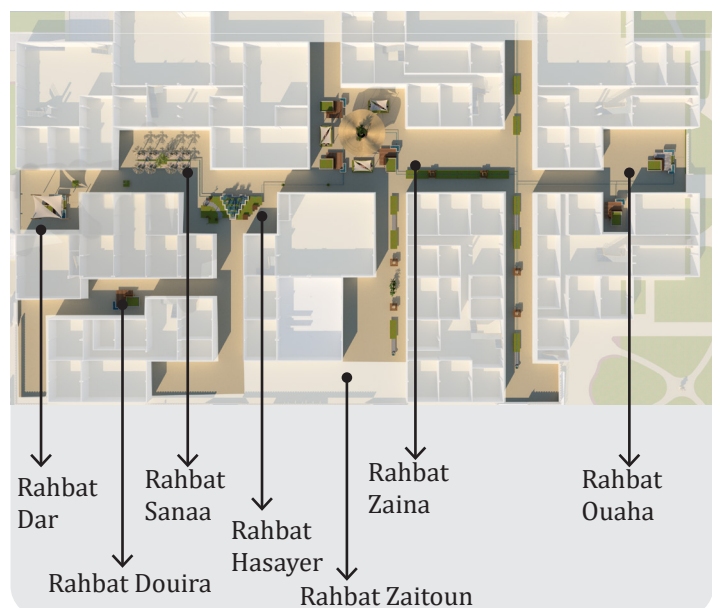 Rahbat
Dar
Rahbat Douira
Rahbat
Sanaa
Rahbat
Hasayer
Rahbat Zaitoun
Rahbat
Zaina
Rahbat
Ouaha